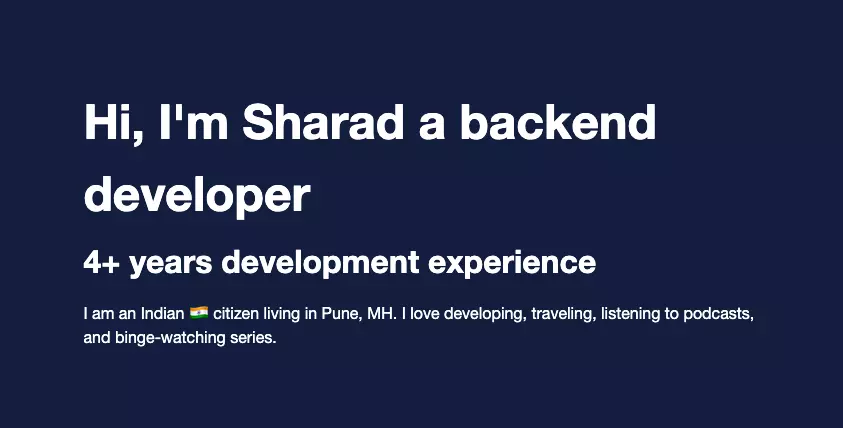 Hi, I'm Sharad a backend
developer
4+ years development experience
I am an Indian 🇮🇳 citizen living in Pune, MH. I love developing, traveling, listening to podcasts,
and binge-watching series.